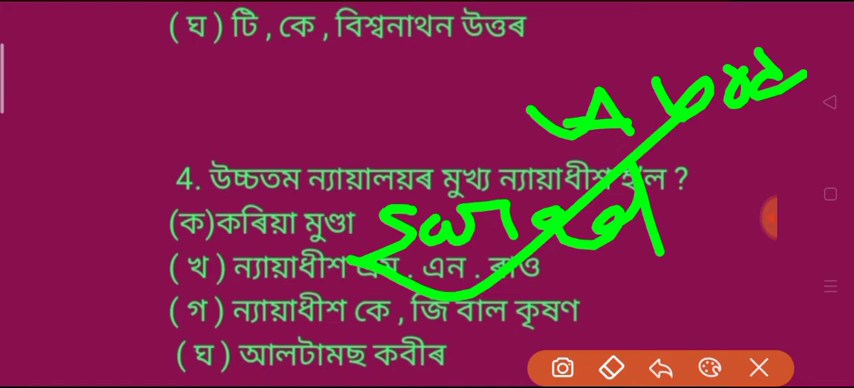 ( ঘ ) টি , কে , বিশ্বনাথন উত্তৰ
4. উচ্চতম ন্যায়ালয়ৰ মুখ্য ন্যায়াধীশ হ'ল ?
(ক)কৰিয়া মুণ্ডা
( খ ) ন্যায়াধীশ এম . এন . ৰাও
( গ ) ন্যায়াধীশ কে , জি বাল কৃষণ
( ঘ ) আলটামছ কবীৰ